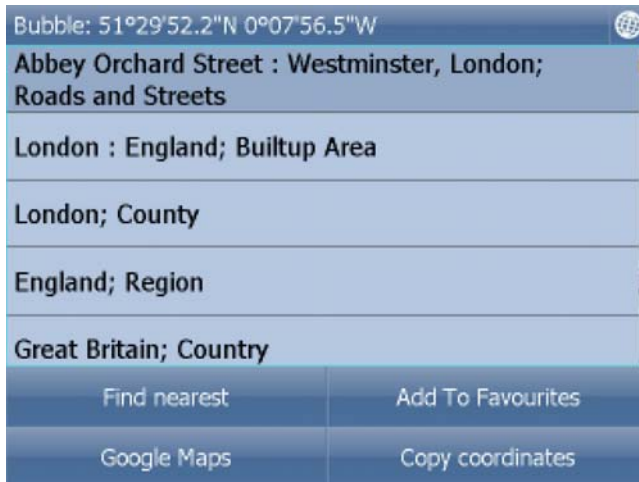 Bubble: 51°29'52.2"N 0°07'56.5"W
Abbey Orchard Street : Westminster, London;
Roads and Streets
London : England; Builtup Area
London; County
England; Region
Great Britain; Country
Find nearest
Add To Favourites
Google Maps
Copy coordinates